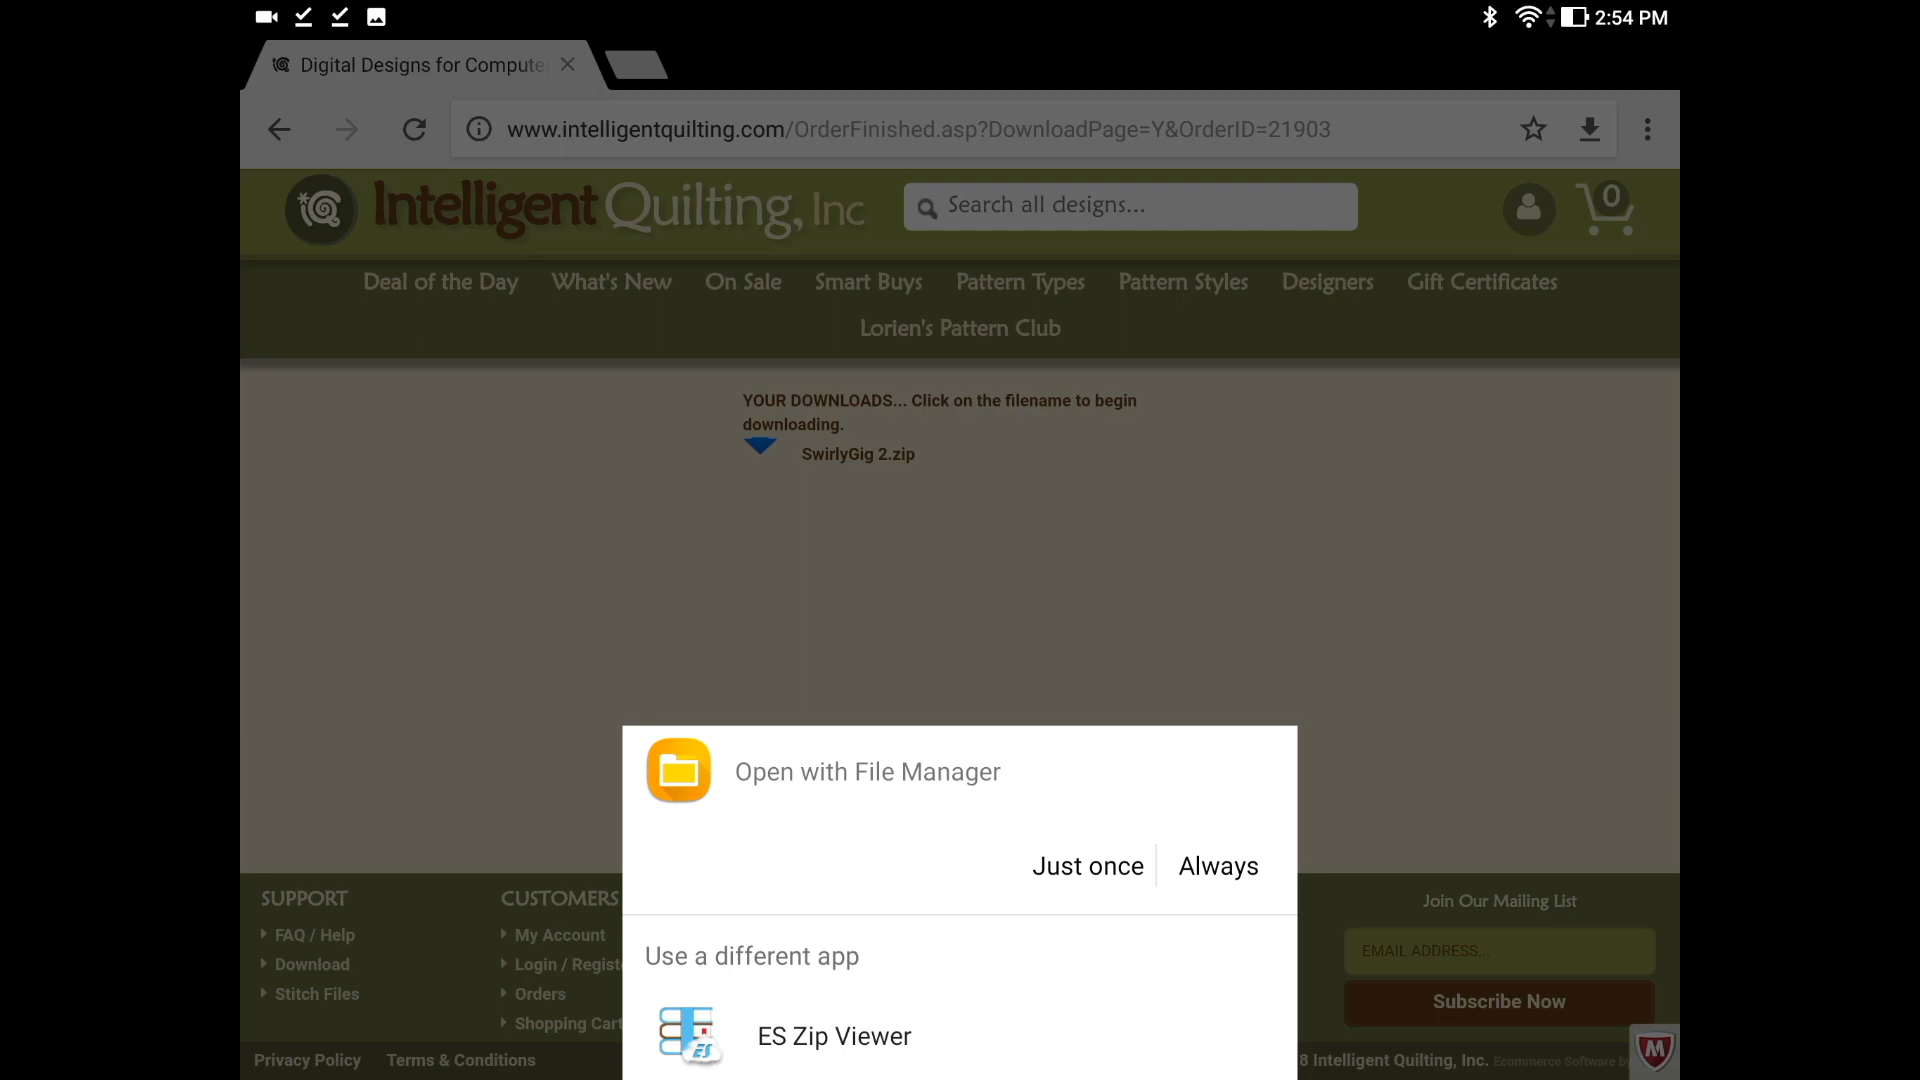 2:54 PM
Digital Designs for Compute
www.intelligentquilting.com/OrderFinished.asp?DownloadPage=Y&OrderID=21903
Intelligent Quilting, Inc
Search all designs...
0
Deal of the Day What's New On Sale Smart Buys Pattern Types Pattern Styles Designers Gift Certificates
Lorien's Pattern Club
YOUR DOWNLOADS... Click on the filename to begin
downloading.
SwirlyGig 2.zip
Open with File Manager
Just once Always
Use a different app
ES
ES Zip Viewer
SUPPORT
FAQ / Help
Download
Stitch Files
CUSTOMERS
My Account
Login / Regist
Orders
Shopping Cart
Join Our Mailing List
EMAIL ADDRESS...
Subscribe Now
Privacy Policy Terms & Conditions
8 Intelligent Quilting, Inc. Ecommerce Software by
M